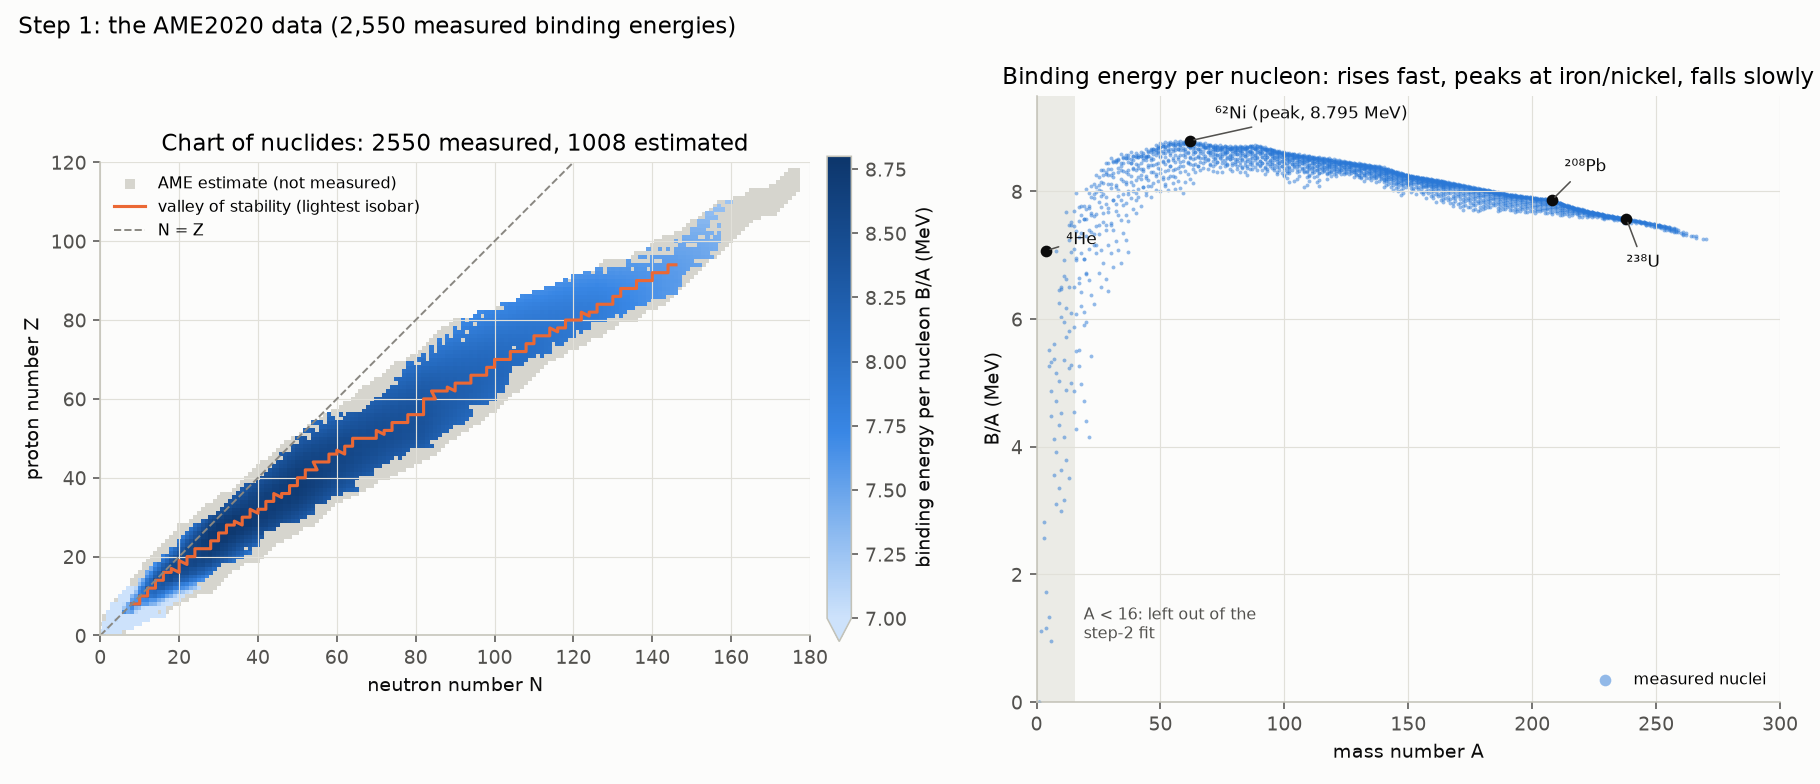 Step 1: the AME2020 data (2,550 measured binding energies)
Chart of nuclides: 2550 measured, 1008 estimated
AME estimate (not measured)
valley of stability (lightest isobar)
N = Z
120
100
80
60
40
20
0
proton number Z
0 20 40 60 80 100 120 140 160 180
neutron number N
8.75
8.50
8.25
8.00
7.75
7.50
7.25
7.00
binding energy per nucleon B/A (MeV)
Binding energy per nucleon: rises fast, peaks at iron/nickel, falls slowly
⁶²Ni (peak, 8.795 MeV)
²⁰⁸Pb
⁴He
²³⁸U
A < 16: left out of the
step-2 fit
measured nuclei
8
6
4
2
0
B/A (MeV)
0 50 100 150 200 250 300
mass number A